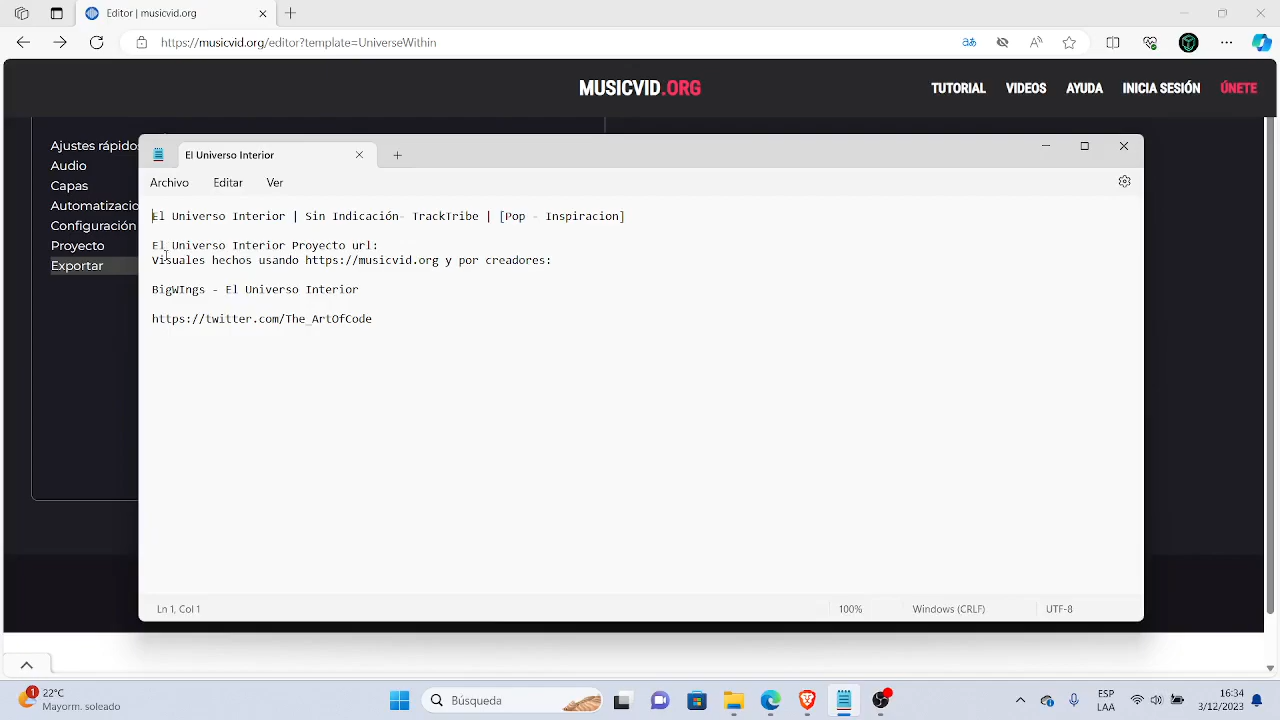 Editor | musicvid.org
https://musicvid.org/editor?template=UniverseWithin
MUSICVID.ORG
TUTORIAL VIDEOS AYUDA INICIA SESIÓN ÚNETE
Ajustes rápidos
Audio
Capas
Automatizacio
Configuración
Proyecto
Exportar
El Universo Interior
Archivo Editar Ver
El Universo Interior | Sin Indicación- TrackTribe | [Pop - Inspiracion]
El Universo Interior Proyecto url:
Visuales hechos usando https://musicvid.org y por creadores:
BigWIngs - El Universo Interior
https://twitter.com/The_ArtOfCode
Ln 1, Col 1 100% Windows (CRLF) UTF-8
1
22°C
Mayorm. soleado
Búsqueda
ESP
LAA
16:34
3/12/2023